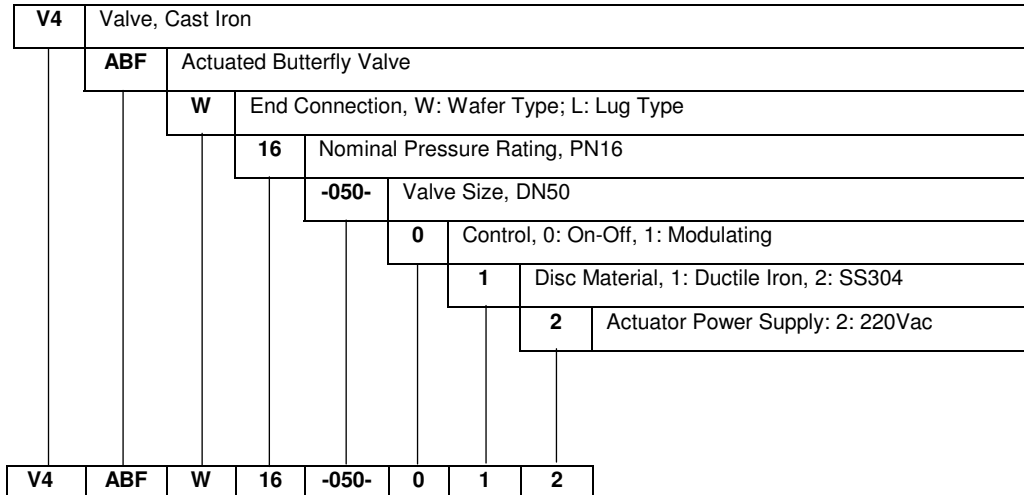 V4 Valve, Cast Iron
ABF Actuated Butterfly Valve
W End Connection, W: Wafer Type; L: Lug Type
16 Nominal Pressure Rating, PN16
-050- Valve Size, DN50
0 Control, 0: On-Off, 1: Modulating
1 Disc Material, 1: Ductile Iron, 2: SS304
2 Actuator Power Supply: 2: 220Vac
V4 ABF W 16 -050- 0 1 2